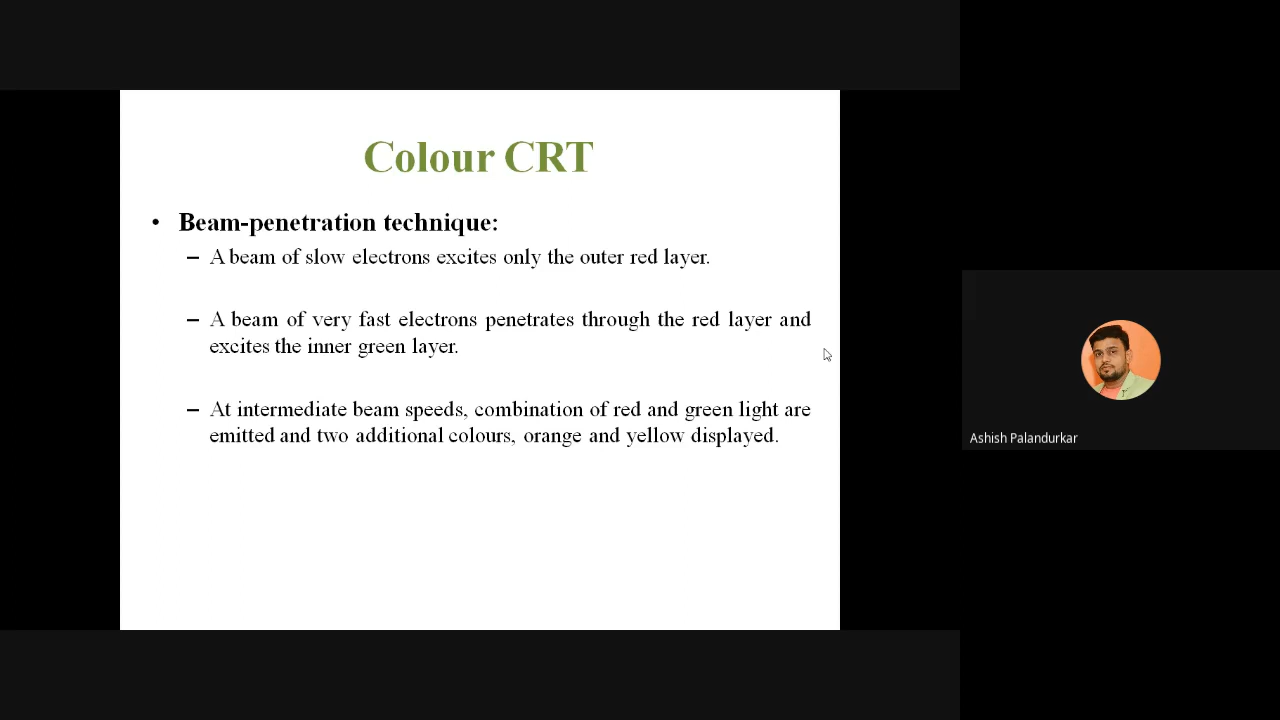 Colour CRT
• Beam-penetration technique:
– A beam of slow electrons excites only the outer red layer.
– A beam of very fast electrons penetrates through the red layer and
excites the inner green layer.
– At intermediate beam speeds, combination of red and green light are
emitted and two additional colours, orange and yellow displayed.
Ashish Palandurkar